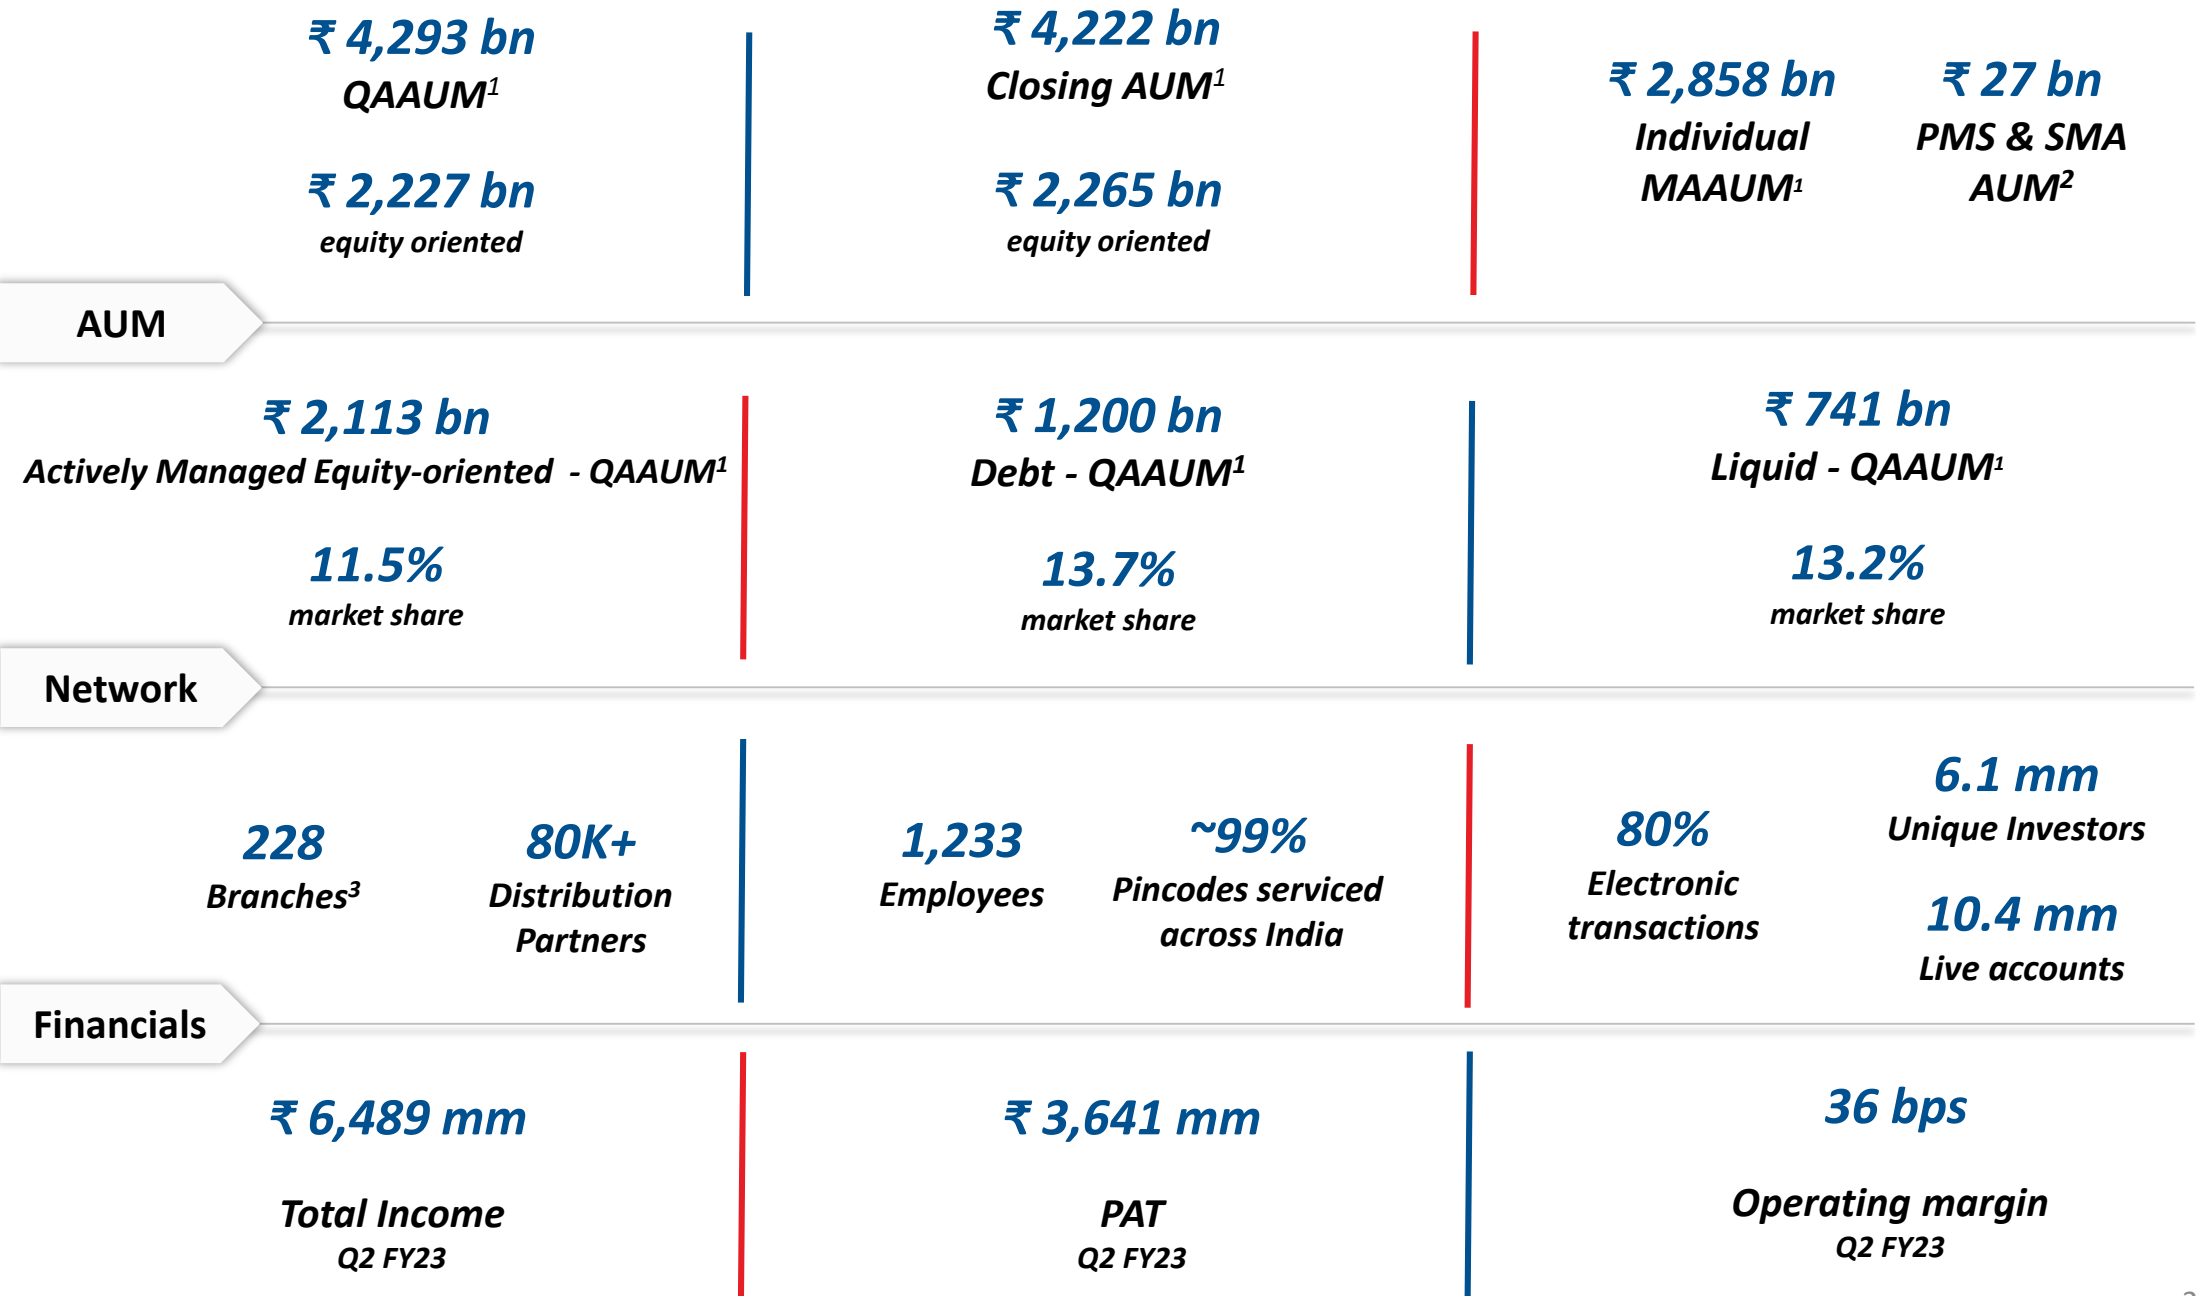 ₹ 4,293 bn
QAAUM¹
₹ 2,227 bn
equity oriented
₹ 4,222 bn
Closing AUM¹
₹ 2,265 bn
equity oriented
₹ 2,858 bn
Individual
MAAUM¹
₹ 27 bn
PMS & SMA
AUM²
AUM
₹ 2,113 bn
Actively Managed Equity-oriented - QAAUM¹
11.5%
market share
₹ 1,200 bn
Debt - QAAUM¹
13.7%
market share
₹ 741 bn
Liquid - QAAUM¹
13.2%
market share
Network
228
Branches³
80K+
Distribution
Partners
1,233
Employees
~99%
Pincodes serviced
across India
80%
Electronic
transactions
6.1 mm
Unique Investors
10.4 mm
Live accounts
Financials
₹ 6,489 mm
Total Income
Q2 FY23
₹ 3,641 mm
PAT
Q2 FY23
36 bps
Operating margin
Q2 FY23